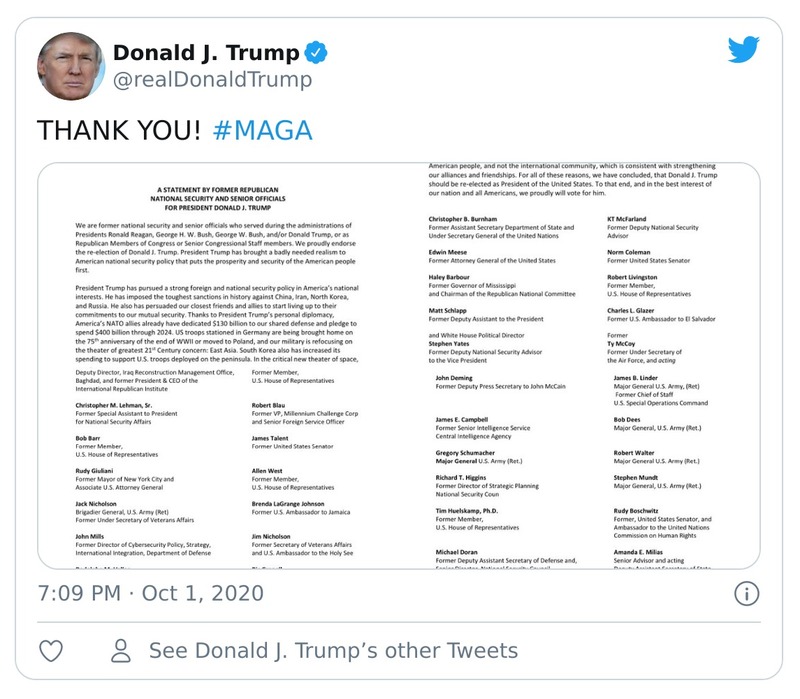 Donald J. Trump
@realDonaldTrump
THANK YOU! #MAGA
A STATEMENT BY FORMER REPUBLICAN
NATIONAL SECURITY AND SENIOR OFFICIALS
FOR PRESIDENT DONALD J. TRUMP
We are former national security and senior officials who served during the administrations of
Presidents Ronald Reagan, George H. W. Bush, George W. Bush, and/or Donald Trump, or as
Republican Members of Congress or Senior Congressional Staff members. We proudly endorse
the re-election of Donald J. Trump. President Trump has brought a badly needed realism to
American national security policy that puts the prosperity and security of the American people
first.
President Trump has pursued a strong foreign and national security policy in America's national
interests. He has imposed the toughest sanctions in history against China, Iran, North Korea,
and Russia. He also has persuaded our closest friends and allies to start living up to their
commitments to our mutual security. Thanks to President Trump's personal diplomacy,
America's NATO allies already have dedicated $130 billion to our shared defense and pledge to
spend $400 billion through 2024. US troops stationed in Germany are being brought home on
the 75th anniversary of the end of WWII or moved to Poland, and our military is refocusing on
the theater of greatest 21st Century concern: East Asia. South Korea also has increased its
spending to support U.S. troops deployed on the peninsula. In the critical new theater of space,
Deputy Director, Iraq Reconstruction Management Office,
Baghdad, and former President & CEO of the
International Republican Institute
Former Member,
U.S. House of Representatives
Christopher M. Lehman, Sr.
Former Special Assistant to President
for National Security Affairs
Robert Blau
Former VP, Millennium Challenge Corp
and Senior Foreign Service Officer
Bob Barr
Former Member,
U.S. House of Representatives
James Talent
Former United States Senator
Rudy Giuliani
Former Mayor of New York City and
Associate U.S. Attorney General
Allen West
Former Member,
U.S. House of Representatives
Jack Nicholson
Brigadier General, U.S. Army (Ret)
Former Under Secretary of Veterans Affairs
Brenda LaGrange Johnson
Former U.S. Ambassador to Jamaica
John Mills
Former Director of Cybersecurity Policy, Strategy,
International Integration, Department of Defense
Jim Nicholson
Former Secretary of Veterans Affairs
and U.S. Ambassador to the Holy See
American people, and not the international community, which is consistent with strengthening
our alliances and friendships. For all of these reasons, we have concluded, that Donald J. Trump
should be re-elected as President of the United States. To that end, and in the best interest of
our nation and all Americans, we proudly will vote for him.
Christopher B. Burnham
Former Assistant Secretary Department of State and
Under Secretary General of the United Nations
KT McFarland
Former Deputy National Security
Advisor
Edwin Meese
Former Attorney General of the United States
Norm Coleman
Former United States Senator
Haley Barbour
Former Governor of Mississippi
and Chairman of the Republican National Committee
Robert Livingston
Former Member,
U.S. House of Representatives
Matt Schlapp
Former Deputy Assistant to the President
and White House Political Director
Charles L. Glazer
Former U.S. Ambassador to El Salvador
Stephen Yates
Former Deputy National Security Advisor
to the Vice President
Former
Ty McCoy
Former Under Secretary of
the Air Force, and acting
John Deming
Former Deputy Press Secretary to John McCain
James B. Linder
Major General U.S. Army, (Ret)
Former Chief of Staff
U.S. Special Operations Command
James E. Campbell
Former Senior Intelligence Service
Central Intelligence Agency
Bob Dees
Major General, U.S. Army (Ret.)
Gregory Schumacher
Major General U.S. Army (Ret.)
Robert Walter
Major General, U.S. Army (Ret.)
Richard T. Higgins
Former Director of Strategic Planning
National Security Coun
Stephen Mundt
Major General, U.S. Army (Ret.)
Tim Huelskamp, Ph.D.
Former Member,
U.S. House of Representatives
Rudy Boschwitz
Former, United States Senator, and
Ambassador to the United Nations
Commission on Human Rights
Michael Doran
Former Deputy Assistant Secretary of Defense and,
Amanda E. Milias
Senior Advisor and acting
7:09 PM · Oct 1, 2020
See Donald J. Trump's other Tweets